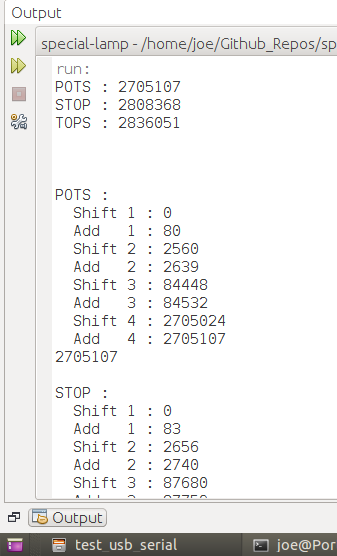 Output
special-lamp - /home/joe/Github_Repos/sp
run:
POTS : 2705107
STOP : 2808368
TOPS : 2836051
POTS :
Shift 1 : 0
Add 1 : 80
Shift 2 : 2560
Add 2 : 2639
Shift 3 : 84448
Add 3 : 84532
Shift 4 : 2705024
Add 4 : 2705107
2705107
STOP :
Shift 1 : 0
Add 1 : 83
Shift 2 : 2656
Add 2 : 2740
Shift 3 : 87680
Add 3 : 87759
Output
test_usb_serial
joe@Por